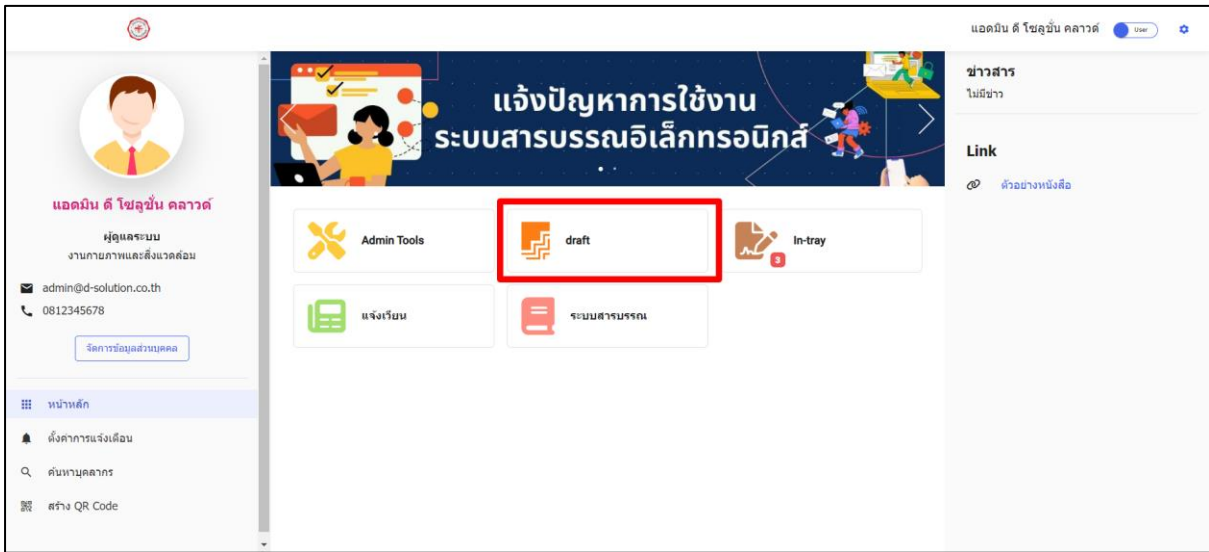 แอดมิน ดี โซลูชั่น คลาวด์
User
แอดมิน ดี โซลูชั่น คลาวด์
ผู้ดูแลระบบ
งานกายภาพและสิ่งแวดล้อม
admin@d-solution.co.th
0812345678
จัดการข้อมูลส่วนบุคคล
หน้าหลัก
ตั้งค่าการแจ้งเตือน
ค้นหาบุคลากร
สร้าง QR Code
แจ้งปัญหาการใช้งาน
ระบบสารบรรณอิเล็กทรอนิกส์
Admin Tools
draft
In-tray
3
แจ้งเวียน
ระบบสารบรรณ
ข่าวสาร
ไม่มีข่าว
Link
ตัวอย่างหนังสือ